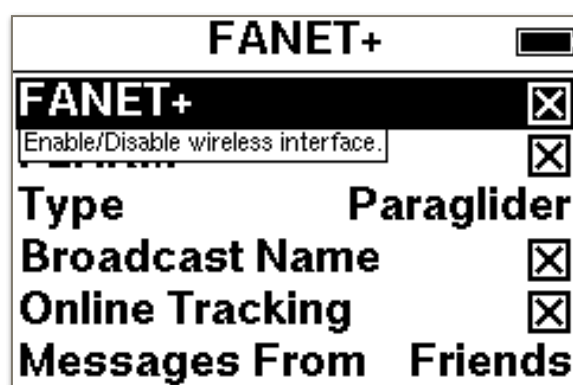 FANET+
FANET+
Enable/Disable wireless interface.
Type Paraglider
Broadcast Name
Online Tracking
Messages From Friends